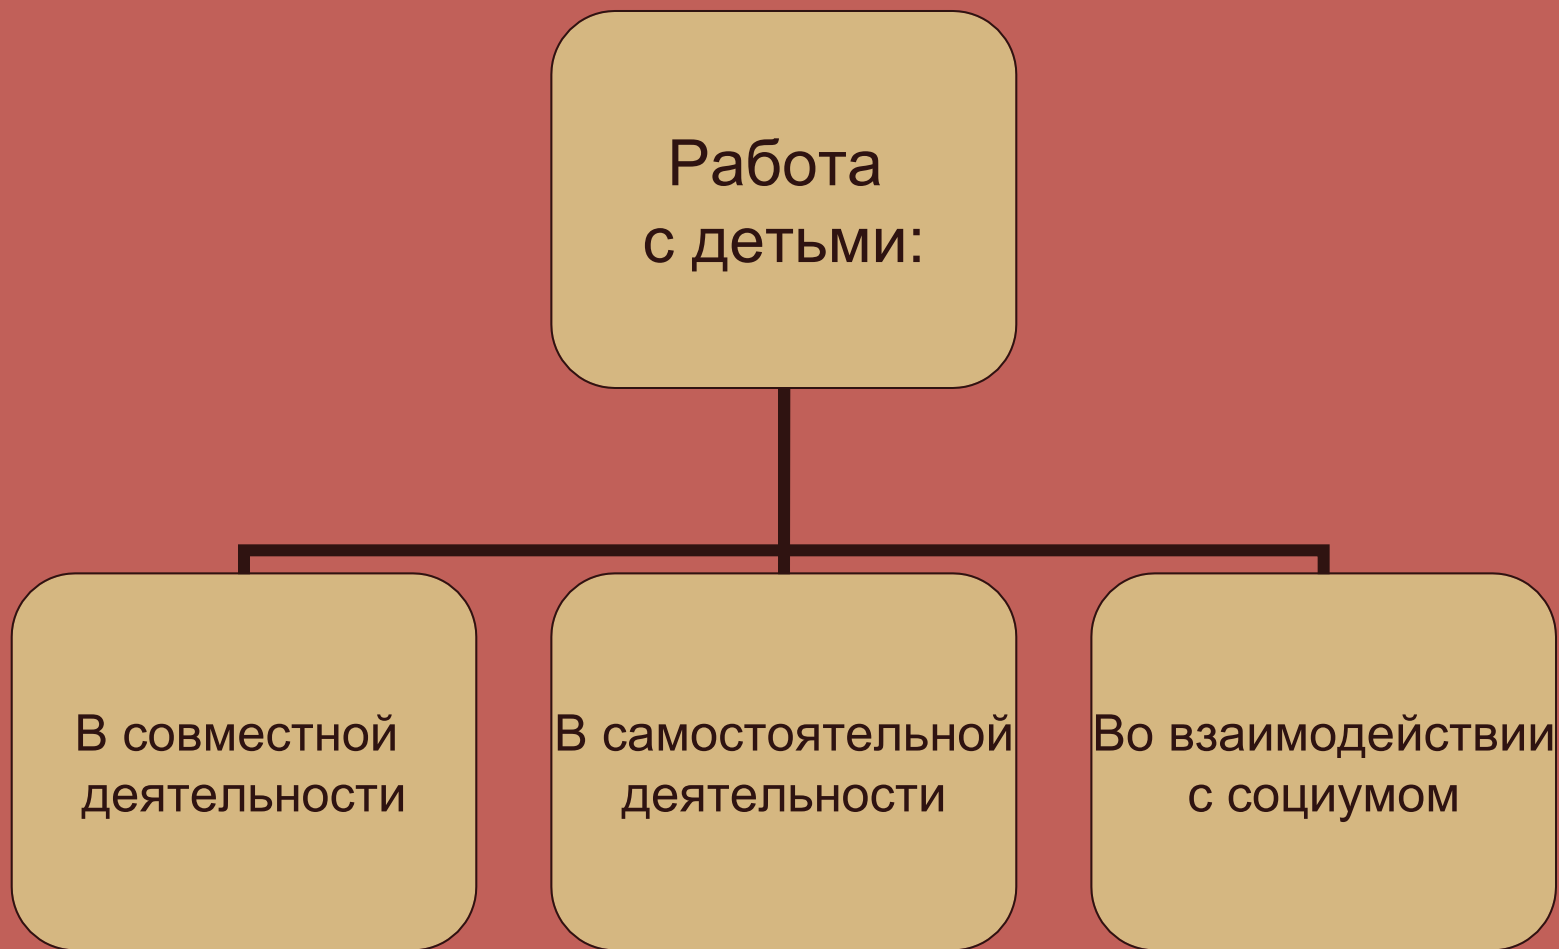 Работа
с детьми:
В совместной
деятельности
В самостоятельной
деятельности
Во взаимодействии
с социумом